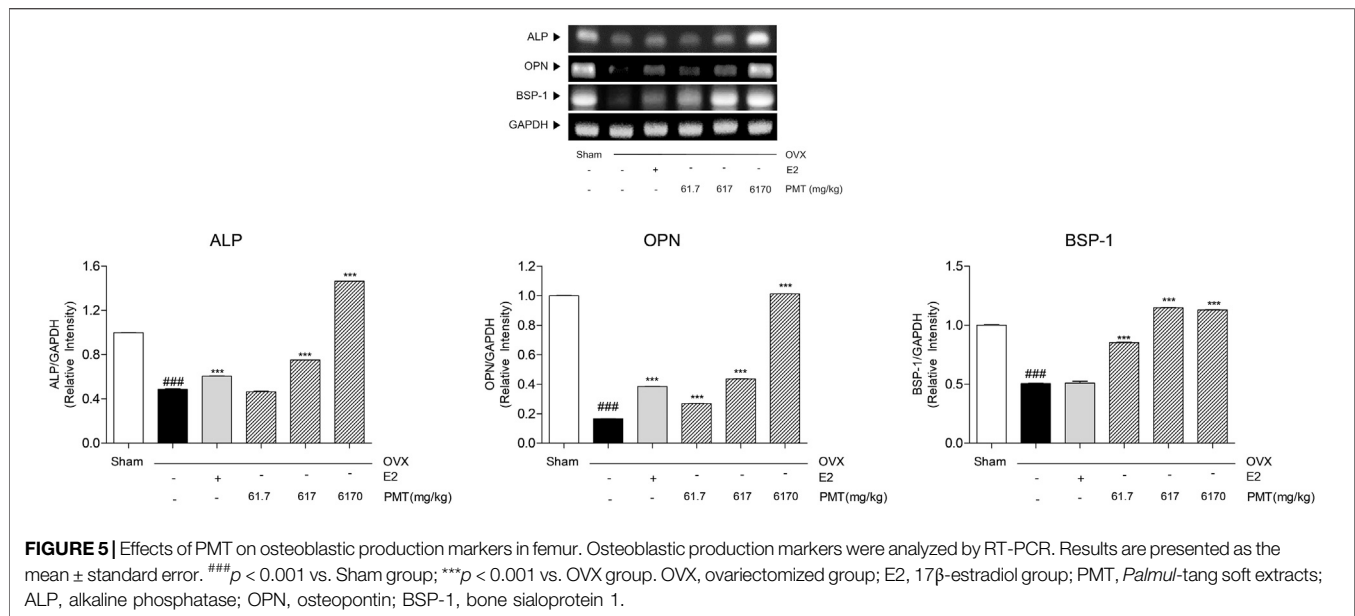 ALP ▶
OPN ▶
BSP-1 ▶
GAPDH ▶
Sham OVX
- - + - - - E2
- - - 61.7 617 6170 PMT (mg/kg)
ALP
ALP/GAPDH
(Relative Intensity)
1.6
1.2
0.8
0.4
0.0
###
***
***
***
Sham OVX
- + - - - E2
- - 61.7 617 6170 PMT(mg/kg)
OPN
OPN/GAPDH
(Relative Intensity)
1.2
1.0
0.8
0.6
0.4
0.2
0.0
###
***
***
***
***
Sham OVX
- + - - - E2
- - 61.7 617 6170 PMT(mg/kg)
BSP-1
BSP-1/GAPDH
(Relative Intensity)
1.5
1.0
0.5
0.0
###
***
***
***
Sham OVX
- + - - - E2
- - 61.7 617 6170 PMT(mg/kg)
FIGURE 5 | Effects of PMT on osteoblastic production markers in femur. Osteoblastic production markers were analyzed by RT-PCR. Results are presented as the
mean ± standard error. ###p < 0.001 vs. Sham group; ***p < 0.001 vs. OVX group. OVX, ovariectomized group; E2, 17β-estradiol group; PMT, Palmul-tang soft extracts;
ALP, alkaline phosphatase; OPN, osteopontin; BSP-1, bone sialoprotein 1.